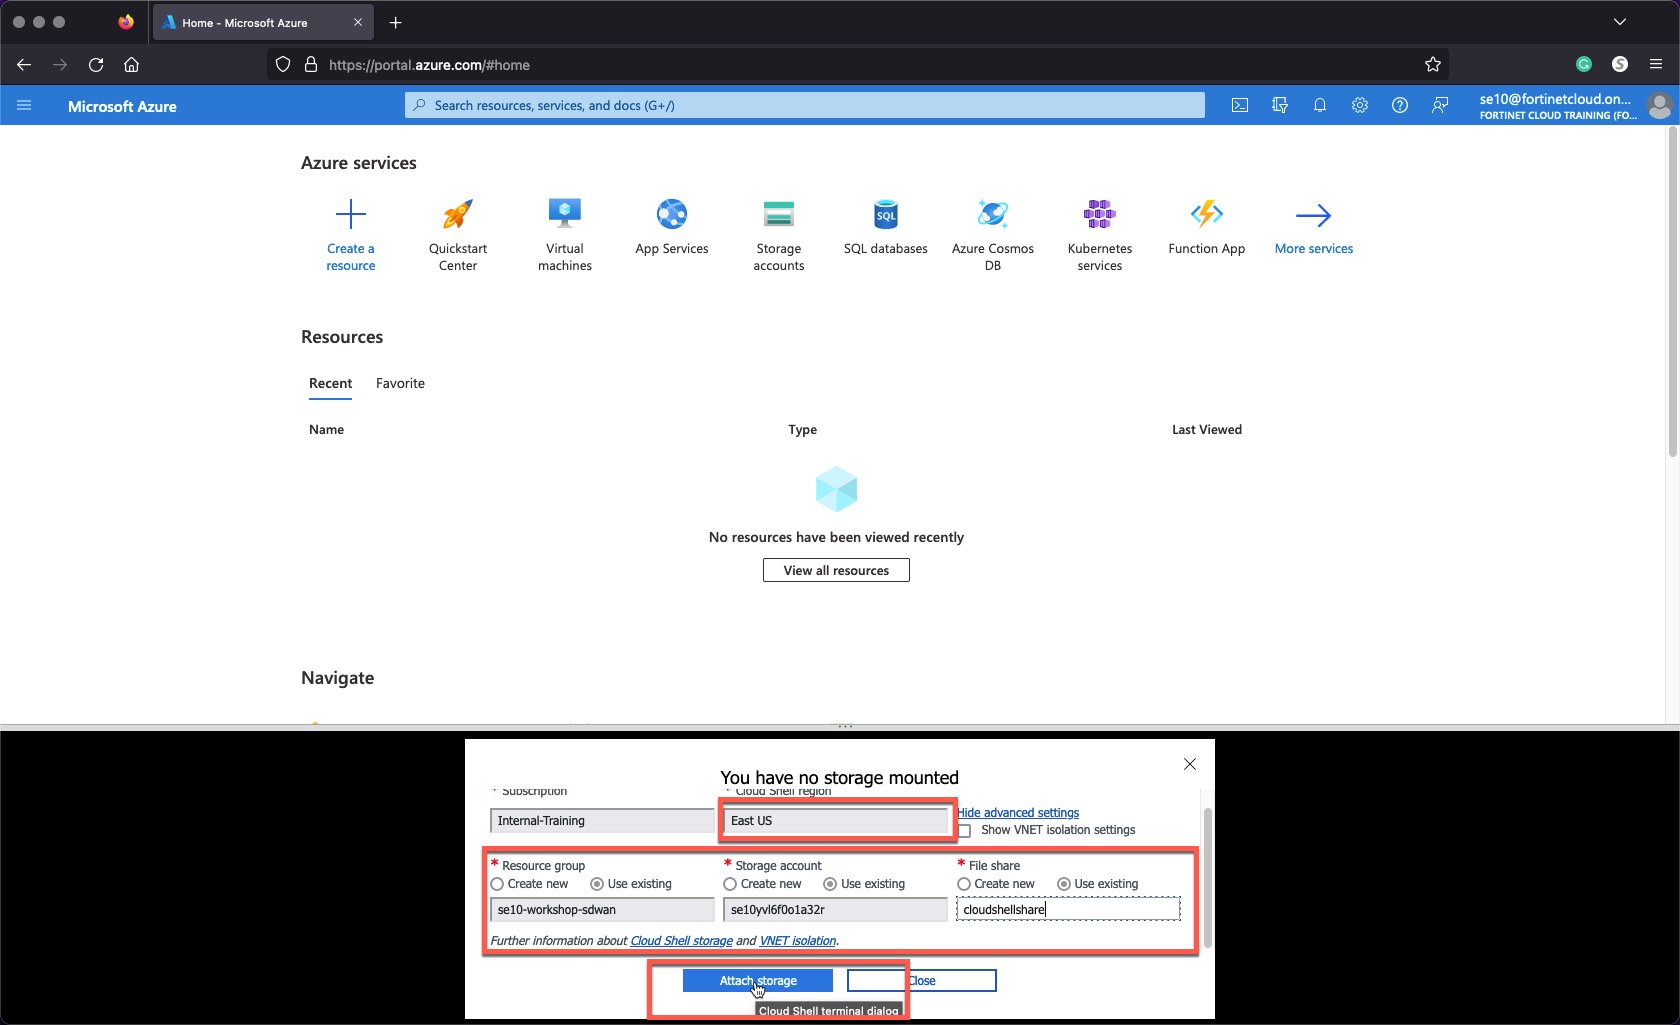 Home - Microsoft Azure
https://portal.azure.com/#home
Microsoft Azure
Search resources, services, and docs (G+/)
se10@fortinetcloud.on...
FORTINET CLOUD TRAINING (FO...
Azure services
Create a resource
Quickstart Center
Virtual machines
App Services
Storage accounts
SQL
SQL databases
Azure Cosmos DB
Kubernetes services
Function App
More services
Resources
Recent Favorite
Name Type Last Viewed
No resources have been viewed recently
View all resources
Navigate
You have no storage mounted
* Subscription * Cloud Shell region
Internal-Training East US Hide advanced settings
Show VNET isolation settings
* Resource group * Storage account * File share
Create new Use existing Create new Use existing Create new Use existing
se10-workshop-sdwan se10yvl6f0o1a32r cloudshellshare
Further information about Cloud Shell storage and VNET isolation.
Attach storage Close
Cloud Shell terminal dialog